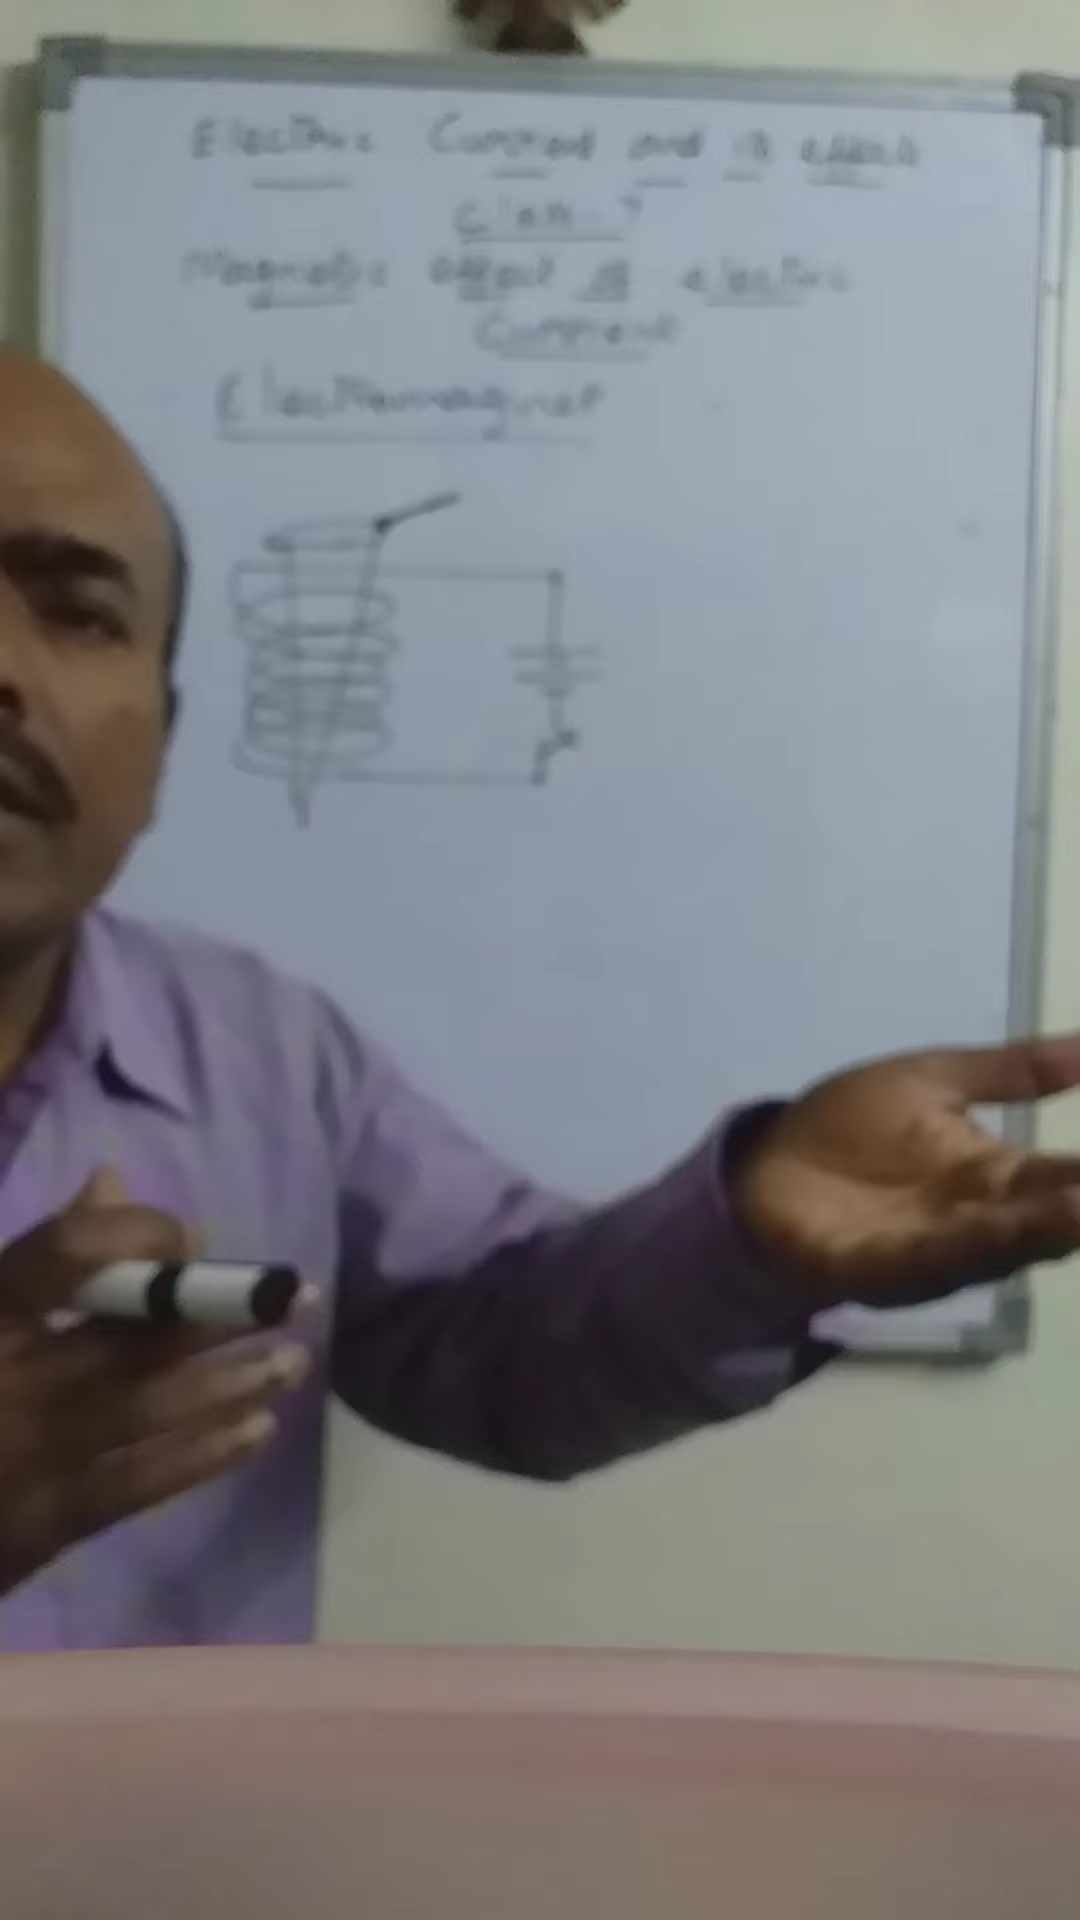 Electric Current and its effects
Class-7
Magnetic effect of electric
Current
Electromagnet